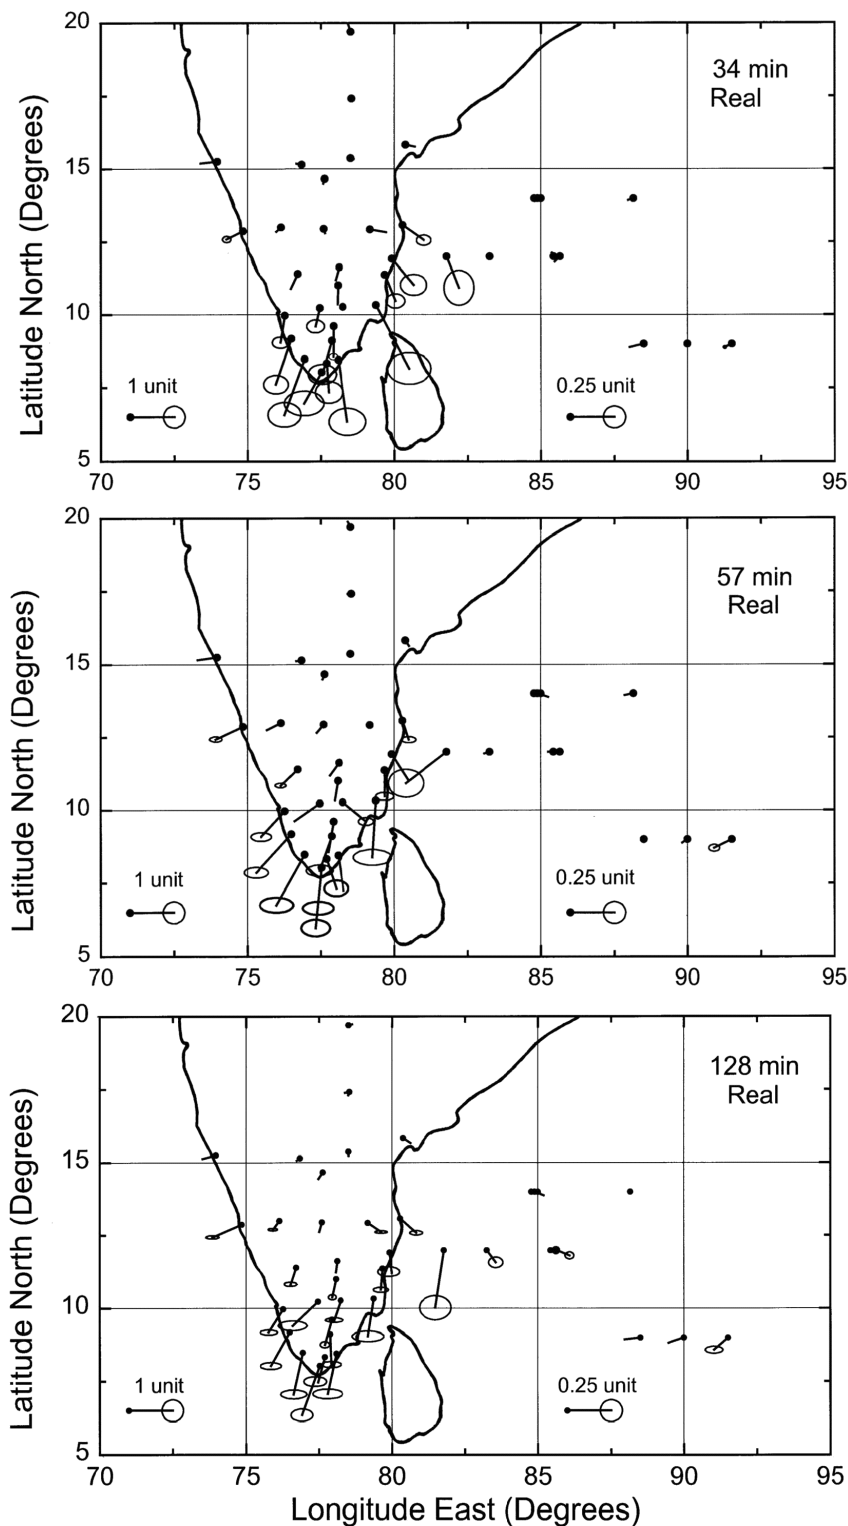 20
34 min
Real
15
Latitude North (Degrees)
10
1 unit
0.25 unit
5
70 75 80 85 90 95
20
57 min
Real
15
Latitude North (Degrees)
10
1 unit
0.25 unit
5
70 75 80 85 90 95
20
128 min
Real
15
Latitude North (Degrees)
10
1 unit
0.25 unit
5
70 75 80 85 90 95
Longitude East (Degrees)